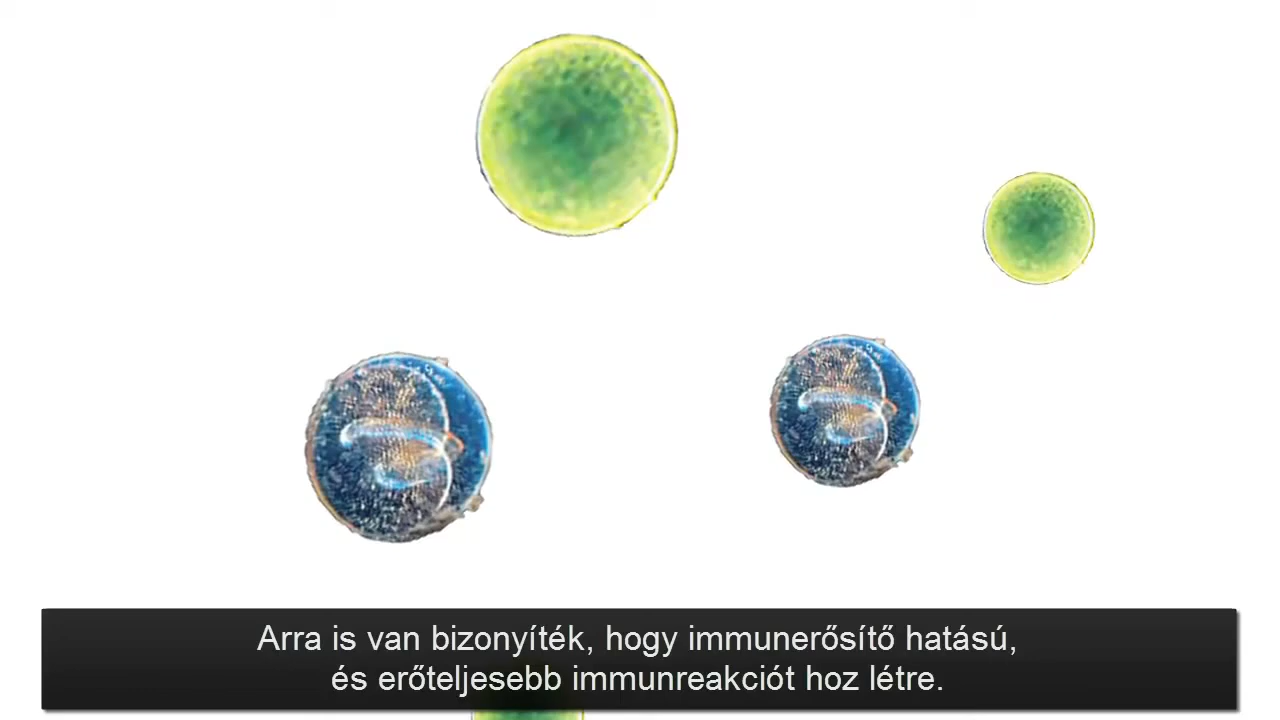 Arra is van bizonyíték, hogy immunerősítő hatású,
és erőteljesebb immunreakciót hoz létre.